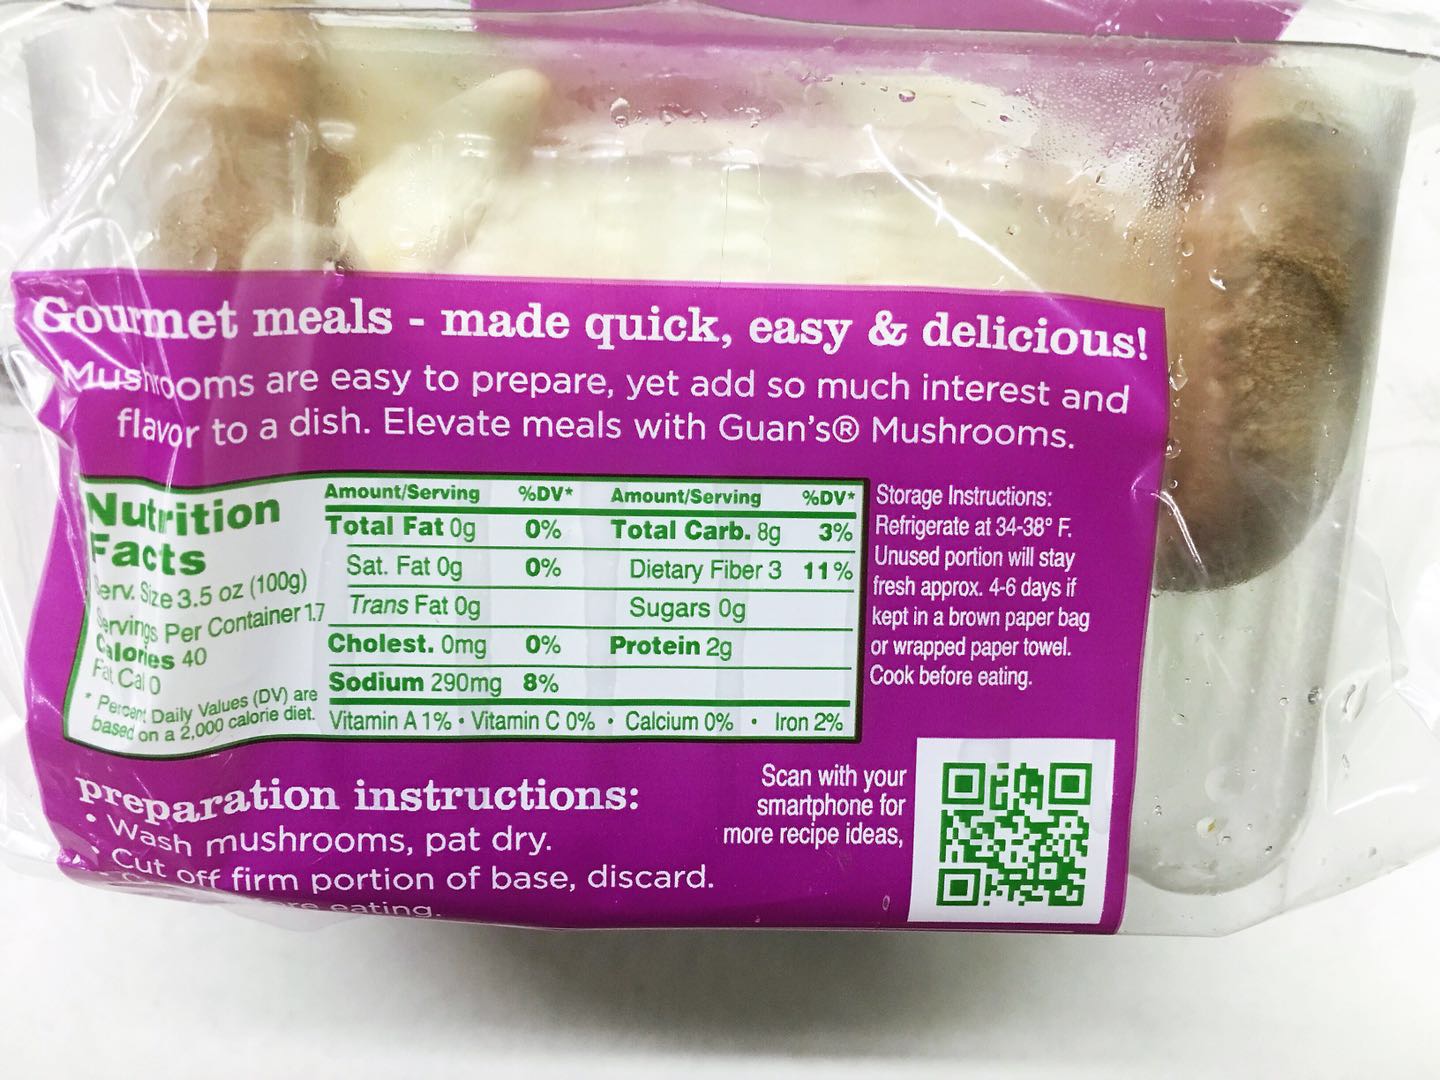 Gourmet meals - made quick, easy & delicious!
Mushrooms are easy to prepare, yet add so much interest and
flavor to a dish. Elevate meals with Guan's® Mushrooms.
Nutrition
Facts
Serv. Size 3.5 oz (100g)
Servings Per Container 1.7
Calories 40
Fat Cal 0
* Percent Daily Values (DV) are
based on a 2,000 calorie diet.
Amount/Serving %DV* Amount/Serving %DV*
Total Fat 0g 0% Total Carb. 8g 3%
Sat. Fat 0g 0% Dietary Fiber 3 11%
Trans Fat 0g Sugars 0g
Cholest. 0mg 0% Protein 2g
Sodium 290mg 8%
Vitamin A 1% • Vitamin C 0% • Calcium 0% • Iron 2%
Storage Instructions:
Refrigerate at 34-38° F.
Unused portion will stay
fresh approx. 4-6 days if
kept in a brown paper bag
or wrapped paper towel.
Cook before eating.
preparation instructions:
• Wash mushrooms, pat dry.
• Cut off firm portion of base, discard.
eating.
Scan with your
smartphone for
more recipe ideas,